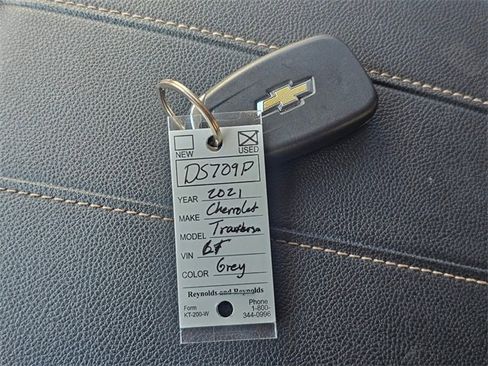 NEW USED
DS709P
YEAR 2021
MAKE Chevrolet
MODEL Traverse
VIN
COLOR Grey
Reynolds and Reynolds
Form Phone
KT-200-W 1-800-
344-0996